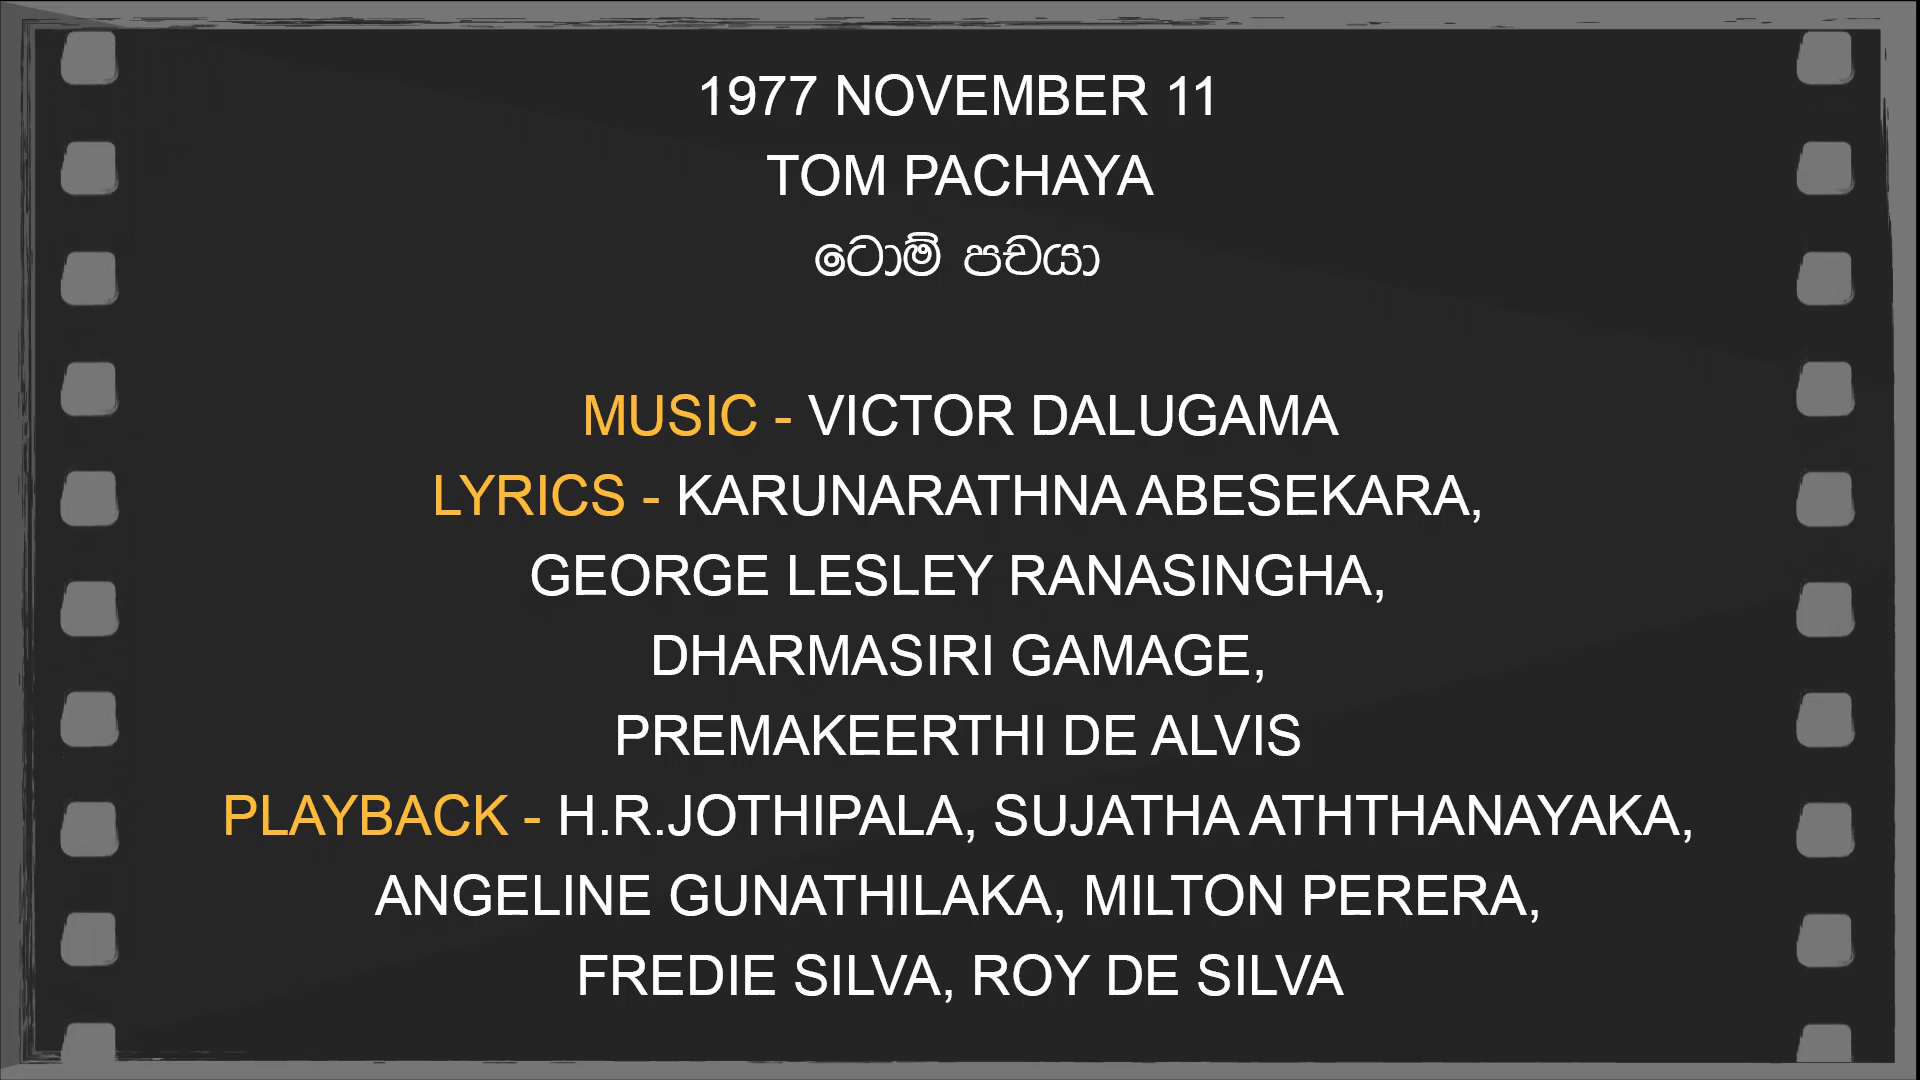 1977 NOVEMBER 11
TOM PACHAYA
ටොම් පචයා
MUSIC - VICTOR DALUGAMA
LYRICS - KARUNARATHNA ABESEKARA,
GEORGE LESLEY RANASINGHA,
DHARMASIRI GAMAGE,
PREMAKEERTHI DE ALVIS
PLAYBACK - H.R.JOTHIPALA, SUJATHA ATHTHANAYAKA,
ANGELINE GUNATHILAKA, MILTON PERERA,
FREDIE SILVA, ROY DE SILVA